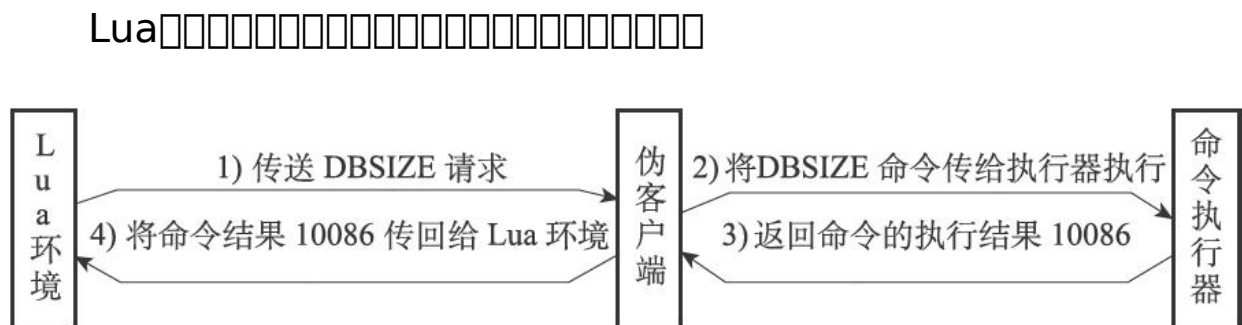 Lua
Lua环境
1) 传送 DBSIZE 请求
4) 将命令结果 10086 传回给 Lua 环境
伪客户端
2) 将DBSIZE 命令传给执行器执行
3) 返回命令的执行结果 10086
命令执行器